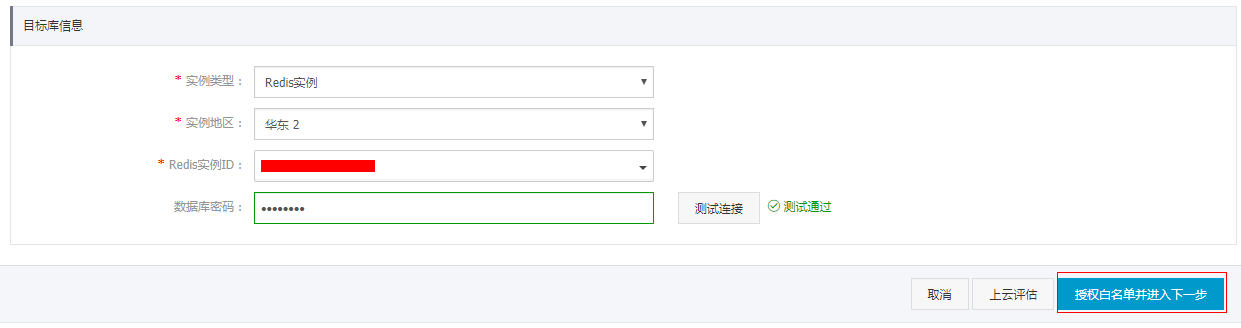 目标库信息
* 实例类型：
Redis实例
* 实例地区：
华东 2
* Redis实例ID：
数据库密码：
••••••••
测试连接
测试通过
取消
上云评估
授权白名单并进入下一步